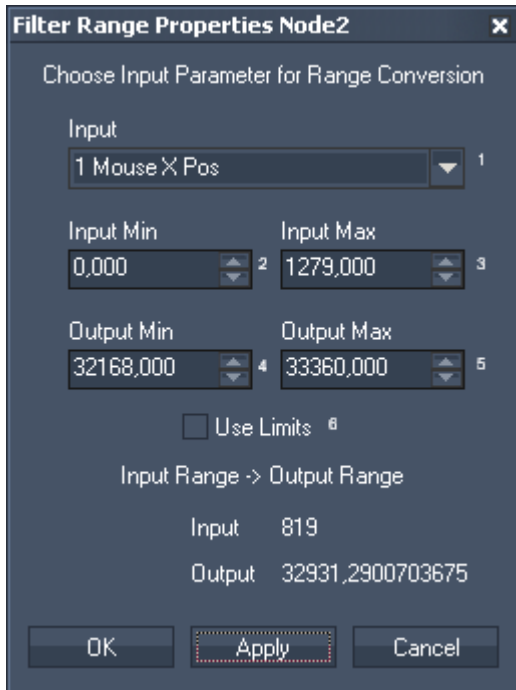 Filter Range Properties Node2
Choose Input Parameter for Range Conversion
Input
1 Mouse X Pos 1
Input Min Input Max
0,000 2 1279,000 3
Output Min Output Max
32168,000 4 33360,000 5
Use Limits 6
Input Range -> Output Range
Input 819
Output 32931,2900703675
OK Apply Cancel